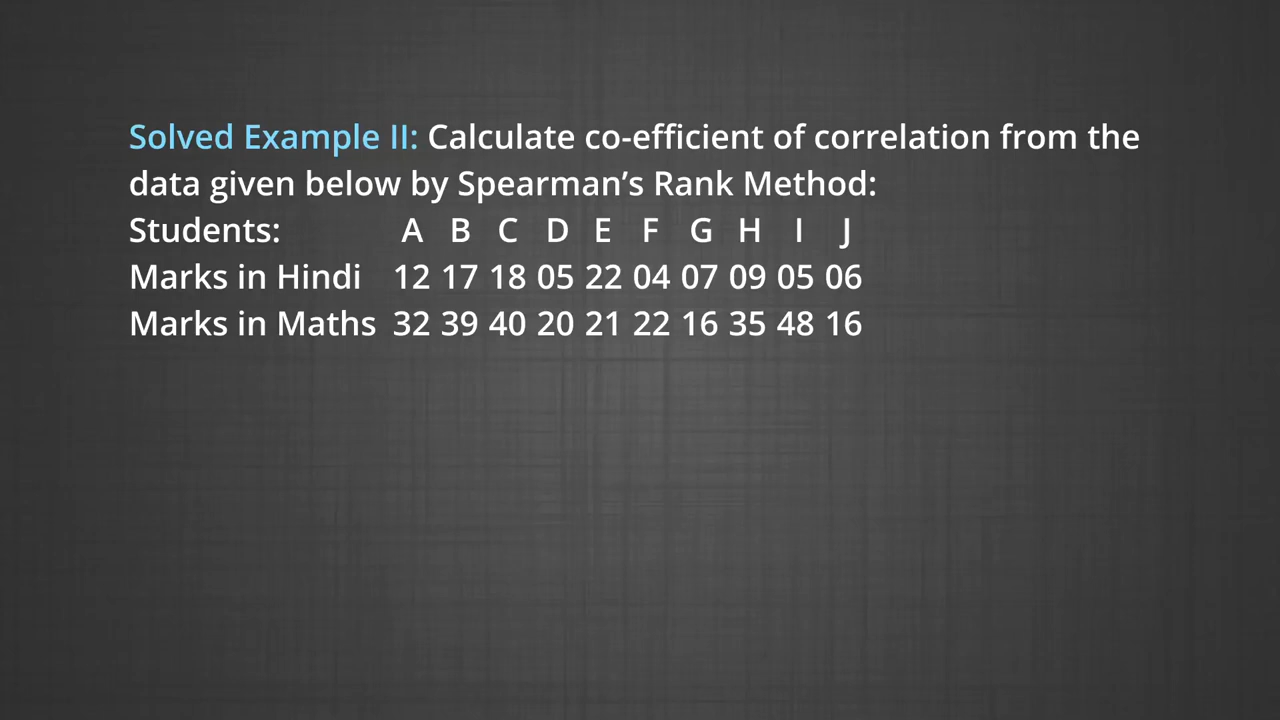 Solved Example II: Calculate co-efficient of correlation from the
data given below by Spearman’s Rank Method:
Students: A B C D E F G H I J
Marks in Hindi 12 17 18 05 22 04 07 09 05 06
Marks in Maths 32 39 40 20 21 22 16 35 48 16